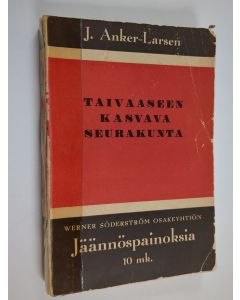 J. Anker-Larsen
TAIVAASEEN
KASVAVA
SEURAKUNTA
WERNER SÖDERSTRÖM OSAKEYHTIÖN
Jäännöspainoksia
10 mk.